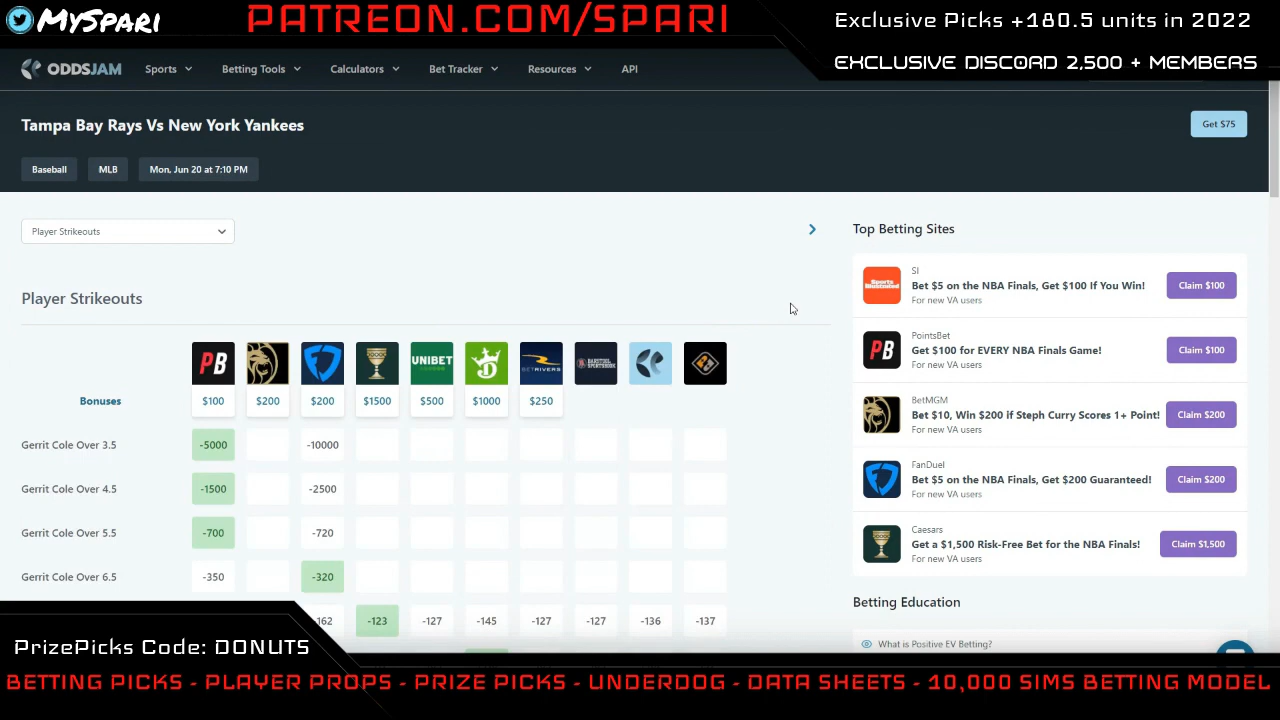 MySpari
PATREON.COM/SPARI
Exclusive Picks +180.5 units in 2022
EXCLUSIVE DISCORD 2,500 + MEMBERS
ODDSJAM
Sports
Betting Tools
Calculators
Bet Tracker
Resources
API
Tampa Bay Rays Vs New York Yankees
Get $75
Baseball
MLB
Mon, Jun 20 at 7:10 PM
Player Strikeouts
Player Strikeouts
PB
UNIBET
BETRIVERS
Bonuses $100 $200 $200 $1500 $500 $1000 $250
Gerrit Cole Over 3.5 -5000 -10000
Gerrit Cole Over 4.5 -1500 -2500
Gerrit Cole Over 5.5 -700 -720
Gerrit Cole Over 6.5 -350 -320
-123 -127 -145 -127 -127 -136 -137
Top Betting Sites
Sports Illustrated
SI
Bet $5 on the NBA Finals, Get $100 If You Win!
For new VA users
Claim $100
PB
PointsBet
Get $100 for EVERY NBA Finals Game!
For new VA users
Claim $100
BetMGM
Bet $10, Win $200 if Steph Curry Scores 1+ Point!
For new VA users
Claim $200
FanDuel
Bet $5 on the NBA Finals, Get $200 Guaranteed!
For new VA users
Claim $200
Caesars
Get a $1,500 Risk-Free Bet for the NBA Finals!
For new VA users
Claim $1,500
Betting Education
What is Positive EV Betting?
PrizePicks Code: DONUTS
BETTING PICKS - PLAYER PROPS - PRIZE PICKS - UNDERDOG - DATA SHEETS - 10,000 SIMS BETTING MODEL